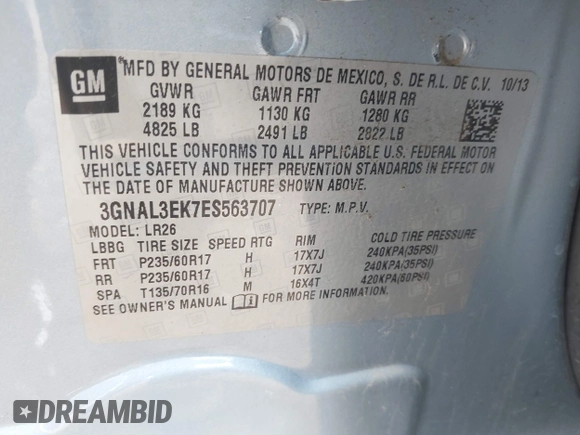 GM
MFD BY GENERAL MOTORS DE MEXICO, S. DE R.L. DE C.V. 10/13
GVWR GAWR FRT GAWR RR
2189 KG 1130 KG 1280 KG
4825 LB 2491 LB 2822 LB
THIS VEHICLE CONFORMS TO ALL APPLICABLE U.S. FEDERAL MOTOR
VEHICLE SAFETY AND THEFT PREVENTION STANDARDS IN EFFECT ON
THE DATE OF MANUFACTURE SHOWN ABOVE.
3GNAL3EK7ES563707 TYPE: M.P.V.
MODEL: LR26
LBBG TIRE SIZE SPEED RTG RIM COLD TIRE PRESSURE
FRT P235/60R17 H 17X7J 240KPA(35PSI)
RR P235/60R17 H 17X7J 240KPA(35PSI)
SPA T135/70R16 M 16X4T 420KPA(60PSI)
SEE OWNER'S MANUAL FOR MORE INFORMATION.
DREAMBID